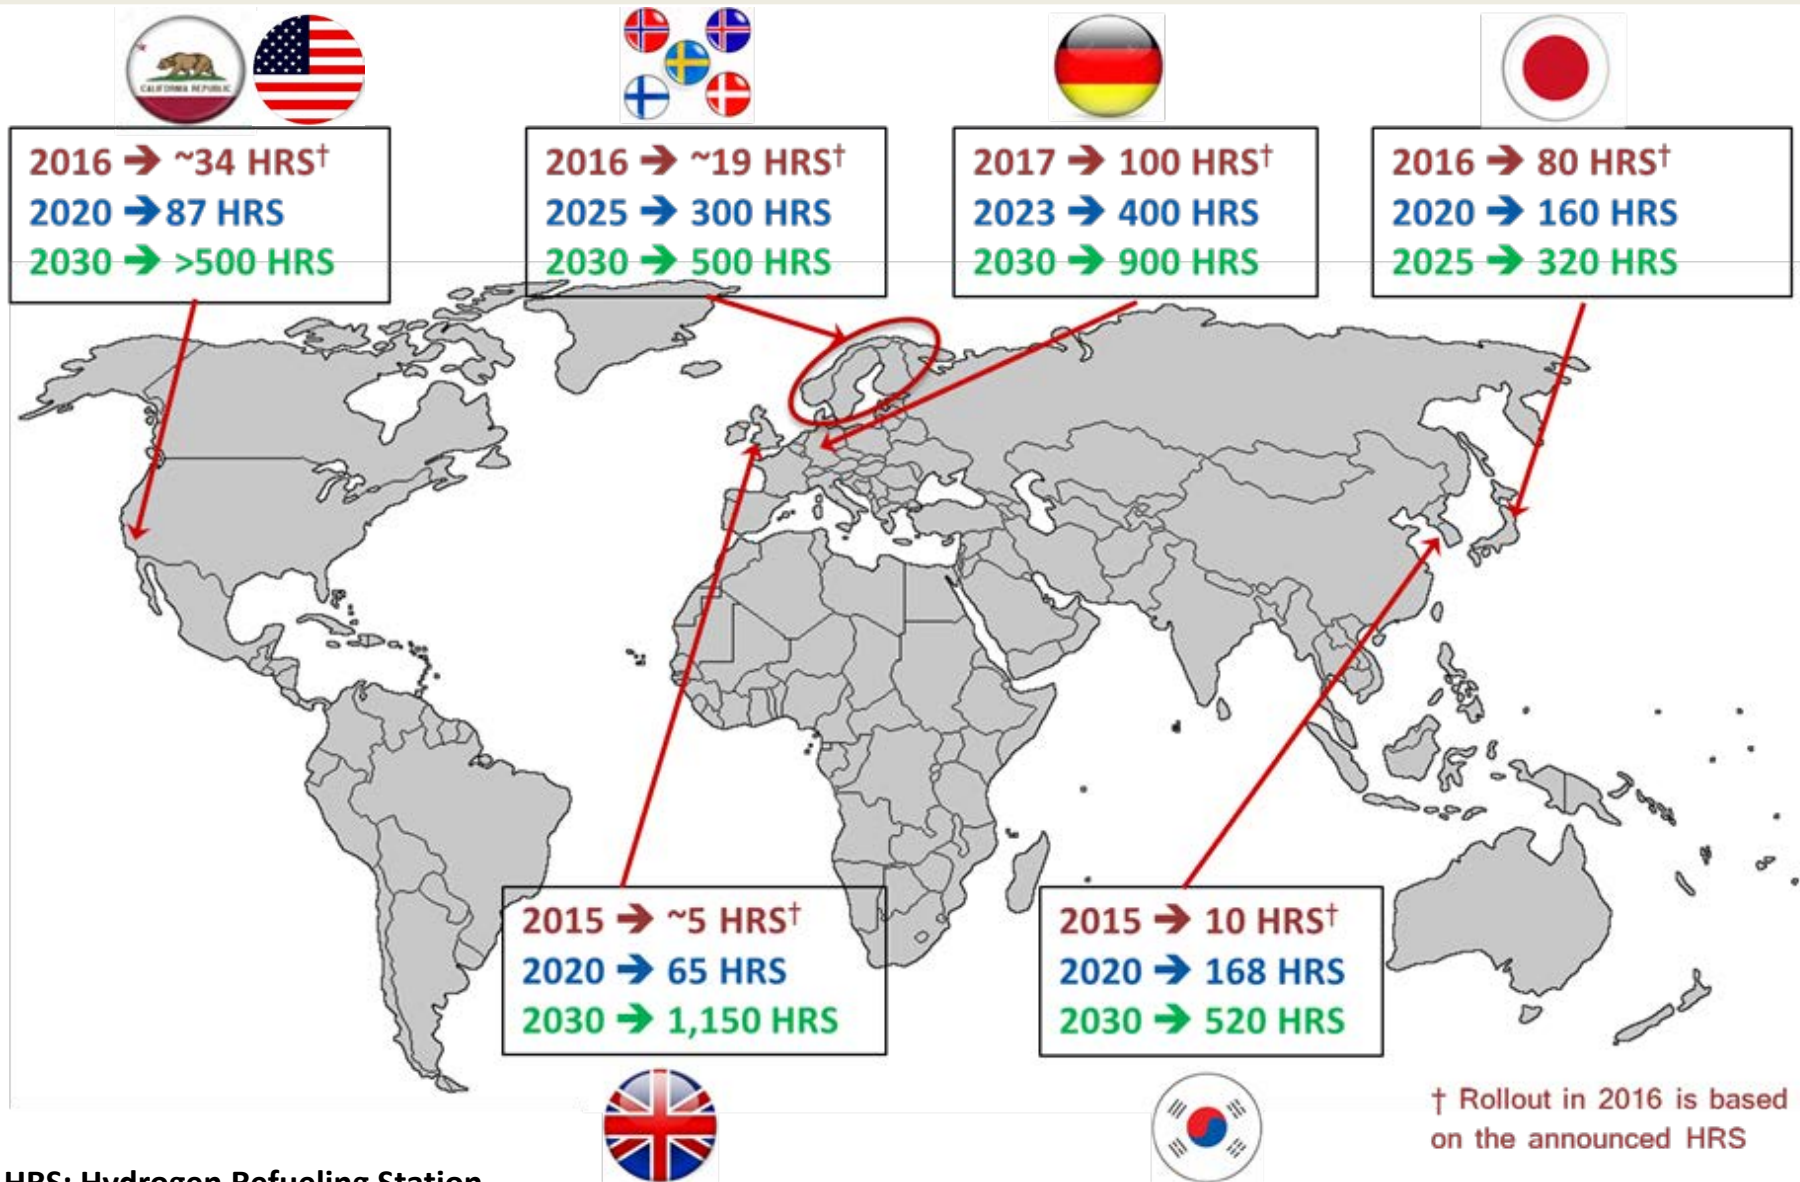 CALIFORNIA REPUBLIC
2016 → ~34 HRS†
2020 → 87 HRS
2030 → >500 HRS
2016 → ~19 HRS†
2025 → 300 HRS
2030 → 500 HRS
2017 → 100 HRS†
2023 → 400 HRS
2030 → 900 HRS
2016 → 80 HRS†
2020 → 160 HRS
2025 → 320 HRS
2015 → ~5 HRS†
2020 → 65 HRS
2030 → 1,150 HRS
2015 → 10 HRS†
2020 → 168 HRS
2030 → 520 HRS
† Rollout in 2016 is based
on the announced HRS
HRS: Hydrogen Refueling Station